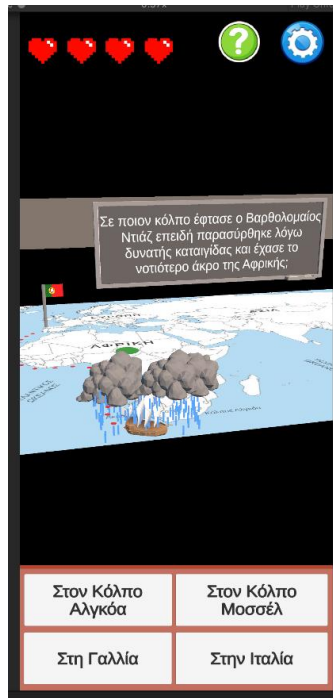 Σε ποιον κόλπο έφτασε ο Βαρθολομαίος
Ντιάζ επειδή παρασύρθηκε λόγω
δυνατής καταιγίδας και έχασε το
νοτιότερο άκρο της Αφρικής;
ΑΦΡΙΚΗ
Στον Κόλπο
Αλγκόα
Στον Κόλπο
Μοσσέλ
Στη Γαλλία
Στην Ιταλία